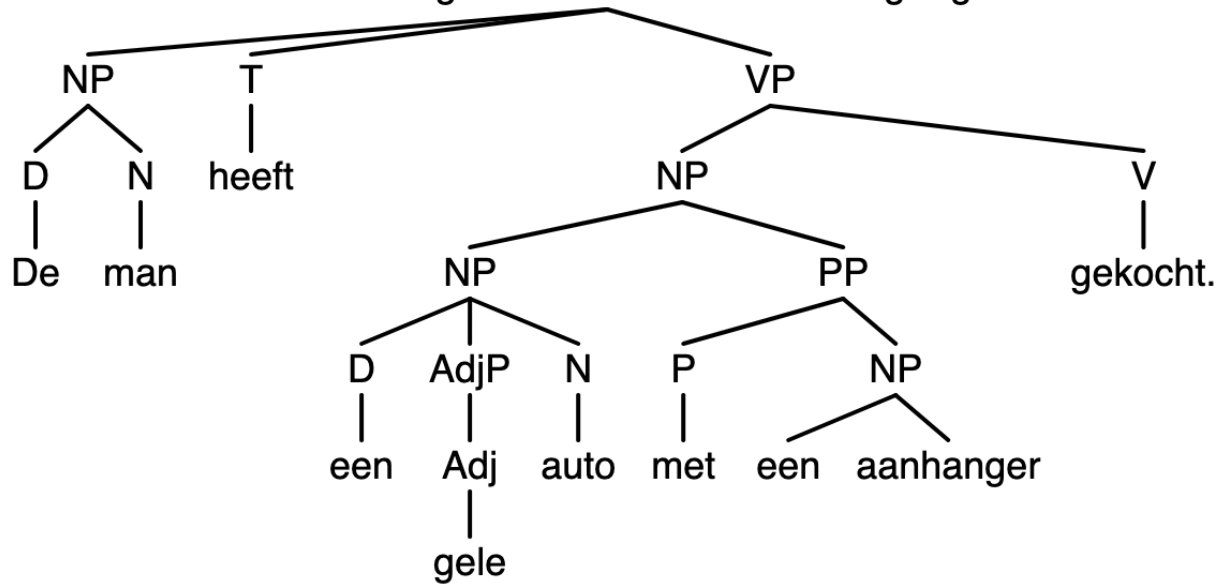 NP T VP
D N heeft NP V
De man NP PP gekocht.
D AdjP N P NP
een Adj auto met een aanhanger
gele